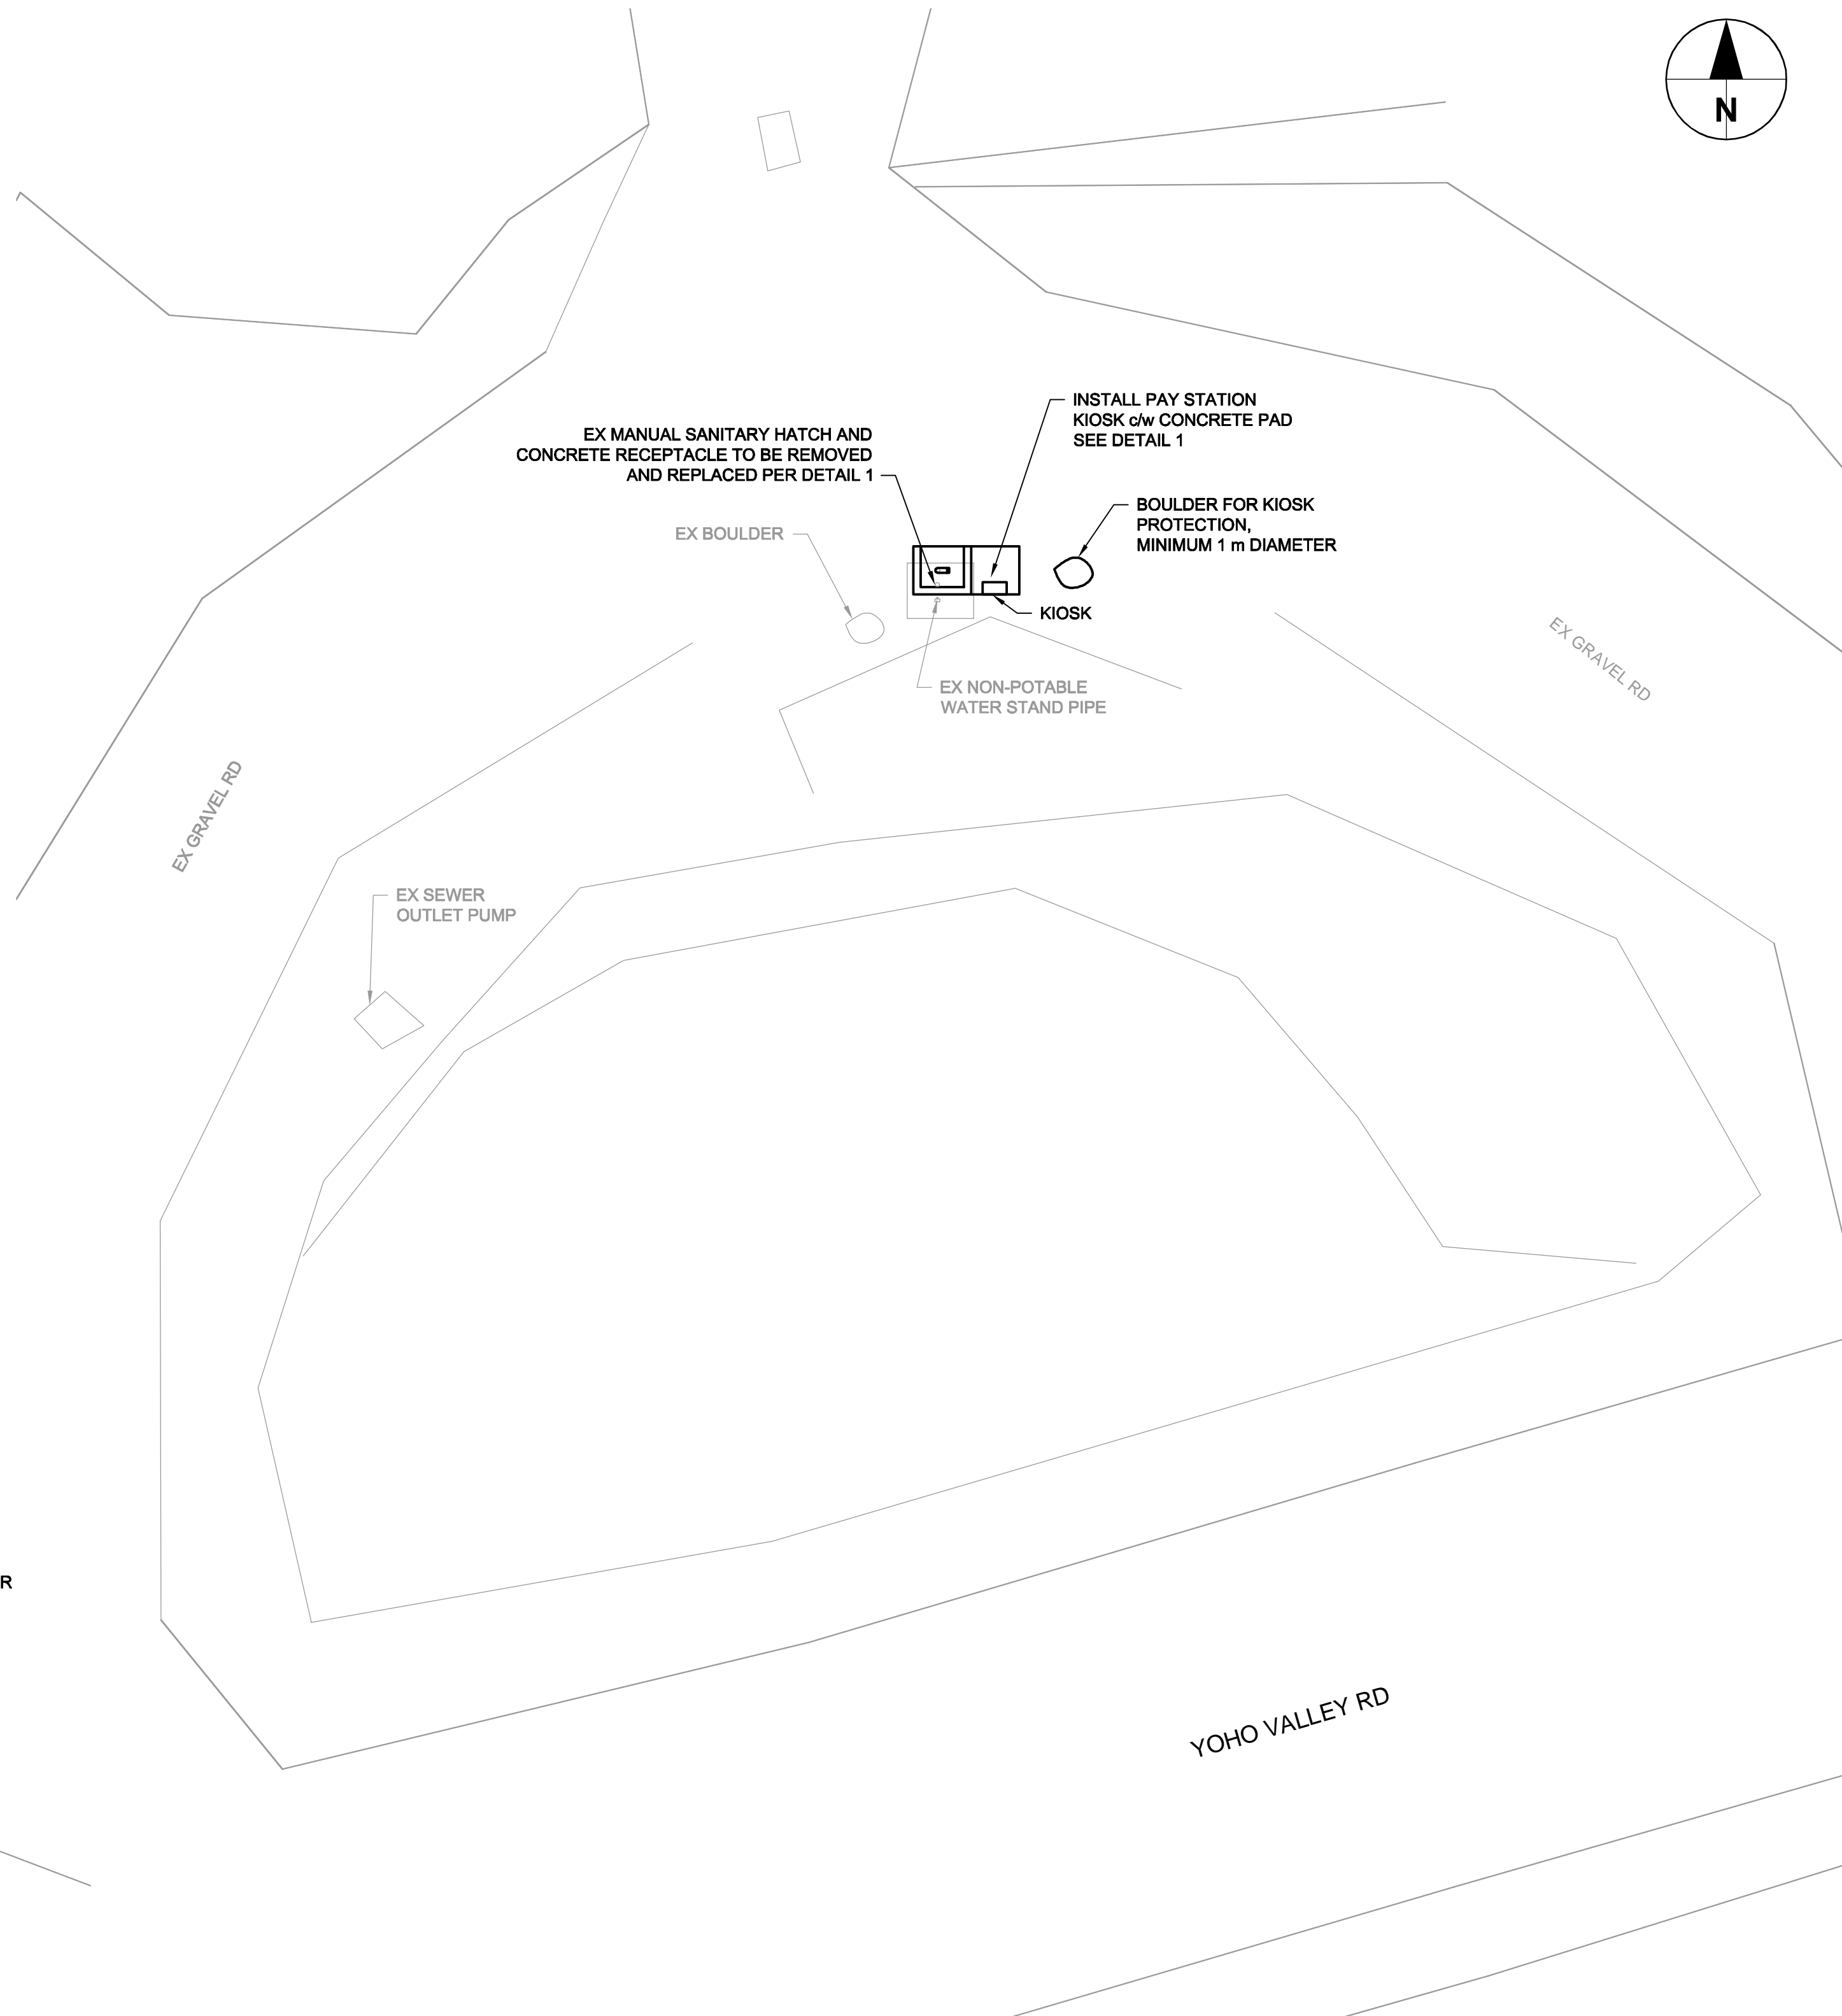 N
INSTALL PAY STATION
KIOSK c/w CONCRETE PAD
SEE DETAIL 1
EX MANUAL SANITARY HATCH AND
CONCRETE RECEPTACLE TO BE REMOVED
AND REPLACED PER DETAIL 1
BOULDER FOR KIOSK
PROTECTION,
MINIMUM 1 m DIAMETER
EX BOULDER
KIOSK
EX GRAVEL RD
EX NON-POTABLE
WATER STAND PIPE
EX GRAVEL RD
EX SEWER
OUTLET PUMP
R
YOHO VALLEY RD